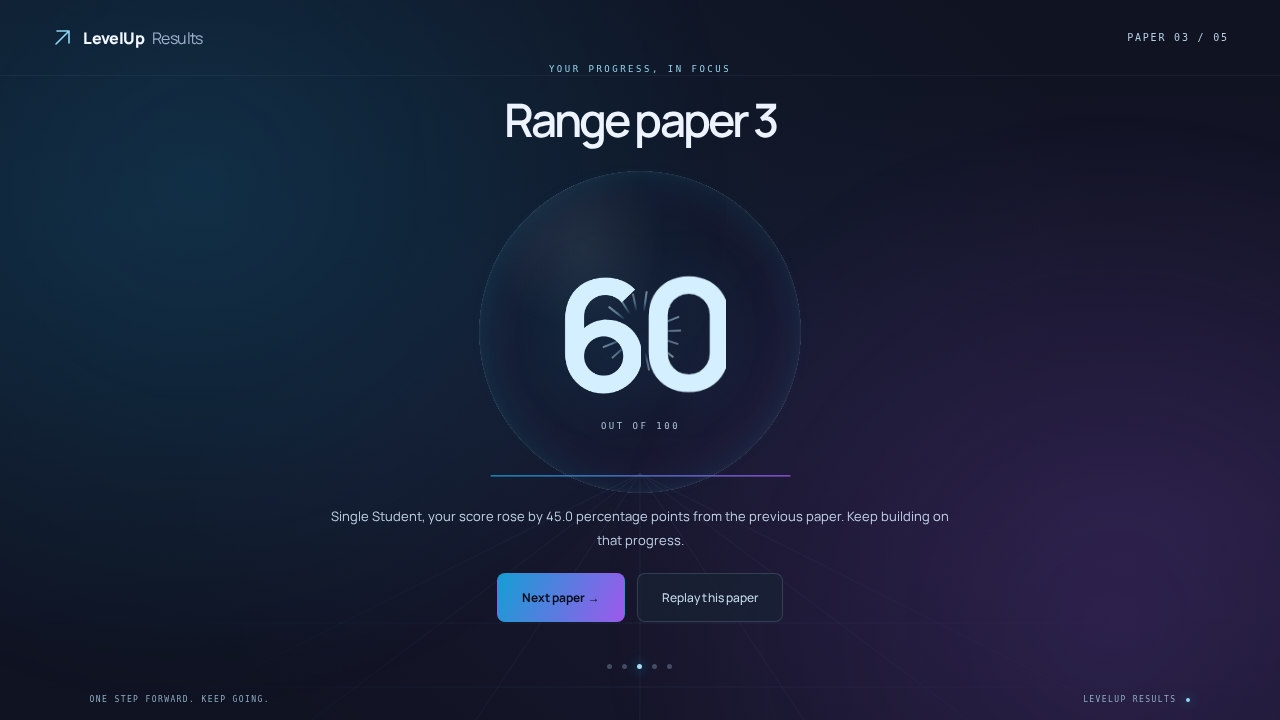 LevelUp Results
PAPER 03 / 05
YOUR PROGRESS, IN FOCUS
Range paper 3
60
OUT OF 100
Single Student, your score rose by 45.0 percentage points from the previous paper. Keep building on
that progress.
Next paper →
Replay this paper
ONE STEP FORWARD. KEEP GOING.
LEVELUP RESULTS